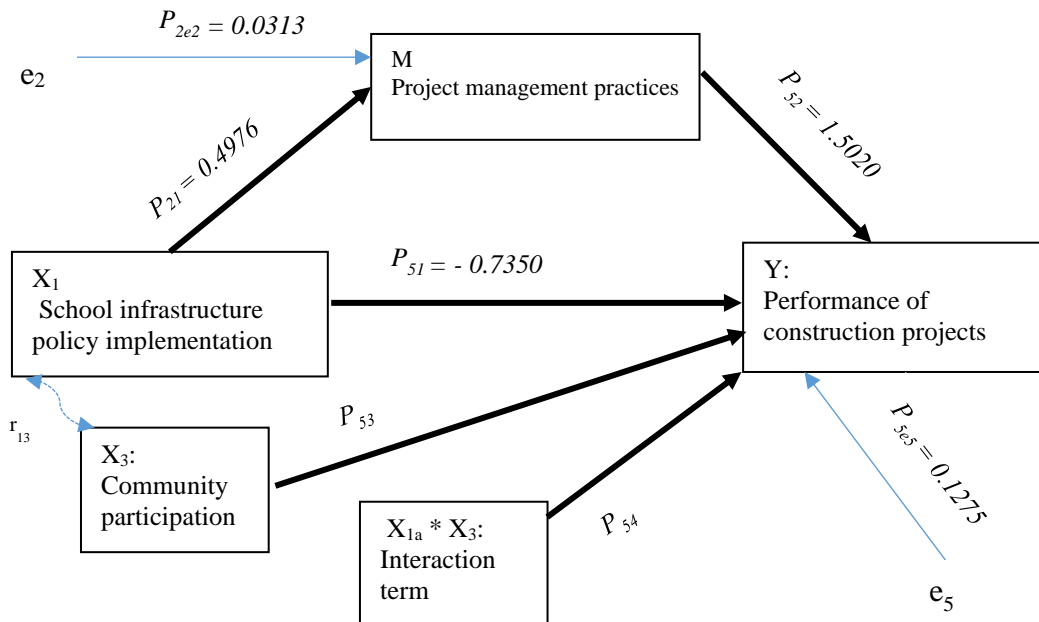 P2e2 = 0.0313
e2
M
Project management practices
P21 = 0.4976
P52 = 1.5020
P51 = - 0.7350
X1
School infrastructure
policy implementation
Y:
Performance of
construction projects
r13
X3:
Community
participation
P53
X1a * X3:
Interaction
term
P54
P5e5 = 0.1275
e5